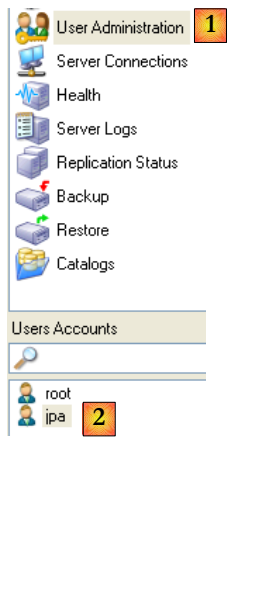 User Administration 1
Server Connections
Health
Server Logs
Replication Status
Backup
Restore
Catalogs
Users Accounts
root
jpa 2